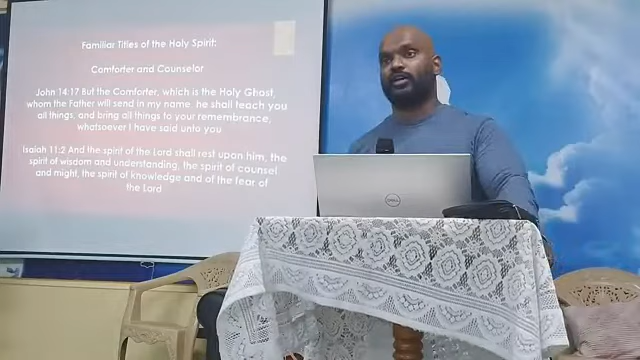 Familiar Titles of the Holy Spirit:
Comforter and Counselor
John 14:17 But the Comforter, which is the Holy Ghost,
whom the Father will send in my name, he shall teach you
all things, and bring all things to your remembrance,
whatsoever I have said unto you
Isaiah 11:2 And the spirit of the Lord shall rest upon him, the
spirit of wisdom and understanding, the spirit of counsel
and might, the spirit of knowledge and of the fear of
the Lord
DELL